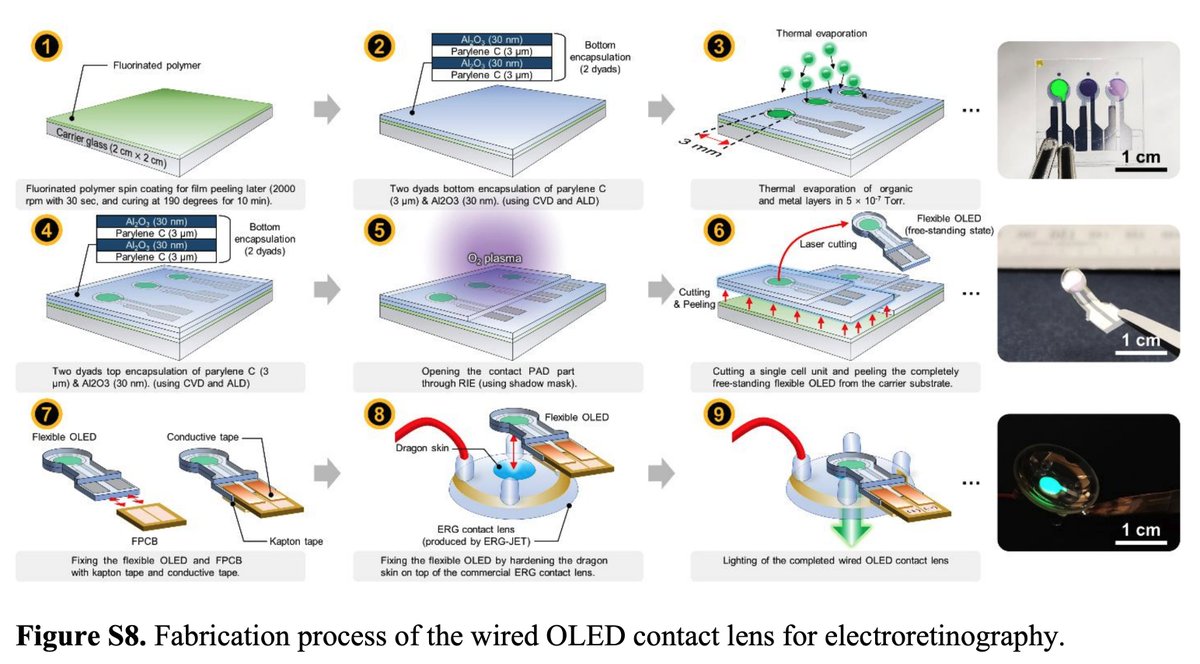 1
Fluorinated polymer
Carrier glass (2 cm × 2 cm)
Fluorinated polymer spin coating for film peeling later (2000
rpm with 30 sec, and curing at 190 degrees for 10 min).
2
Al₂O₃ (30 nm)
Parylene C (3 μm)
Al₂O₃ (30 nm)
Parylene C (3 μm)
Bottom
encapsulation
(2 dyads)
Two dyads bottom encapsulation of parylene C
(3 μm) & Al2O3 (30 nm). (using CVD and ALD)
3
Thermal evaporation
3 mm
...
Thermal evaporation of organic
and metal layers in 5 × 10⁻⁷ Torr.
1 cm
4
Al₂O₃ (30 nm)
Parylene C (3 μm)
Al₂O₃ (30 nm)
Parylene C (3 μm)
Bottom
encapsulation
(2 dyads)
Two dyads top encapsulation of parylene C (3
μm) & Al2O3 (30 nm). (using CVD and ALD)
5
O₂ plasma
Opening the contact PAD part
through RIE (using shadow mask).
6
Flexible OLED
(free-standing state)
Laser cutting
Cutting
& Peeling
...
Cutting a single cell unit and peeling the completely
free-standing flexible OLED from the carrier substrate.
1 cm
7
Flexible OLED
Conductive tape
FPCB
Kapton tape
Fixing the flexible OLED and FPCB
with kapton tape and conductive tape.
8
Flexible OLED
Dragon skin
ERG contact lens
(produced by ERG-JET)
Fixing the flexible OLED by hardening the dragon
skin on top of the commercial ERG contact lens.
9
...
Lighting of the completed wired OLED contact lens
1 cm
Figure S8. Fabrication process of the wired OLED contact lens for electroretinography.